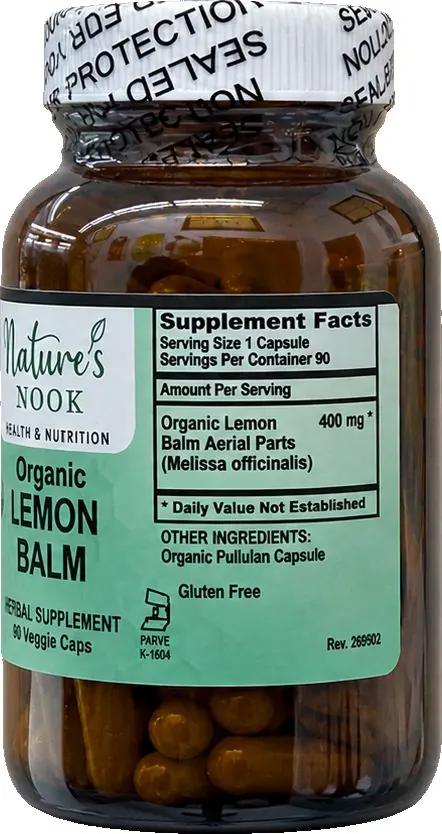 SEALED FOR
PROTECTION
SEALED
Nature's
NOOK
HEALTH & NUTRITION
Organic
LEMON
BALM
HERBAL SUPPLEMENT
90 Veggie Caps
Supplement Facts
Serving Size 1 Capsule
Servings Per Container 90
Amount Per Serving
Organic Lemon 400 mg*
Balm Aerial Parts
(Melissa officinalis)
* Daily Value Not Established
OTHER INGREDIENTS:
Organic Pullulan Capsule
Gluten Free
PARVE
K-1604
Rev. 269502